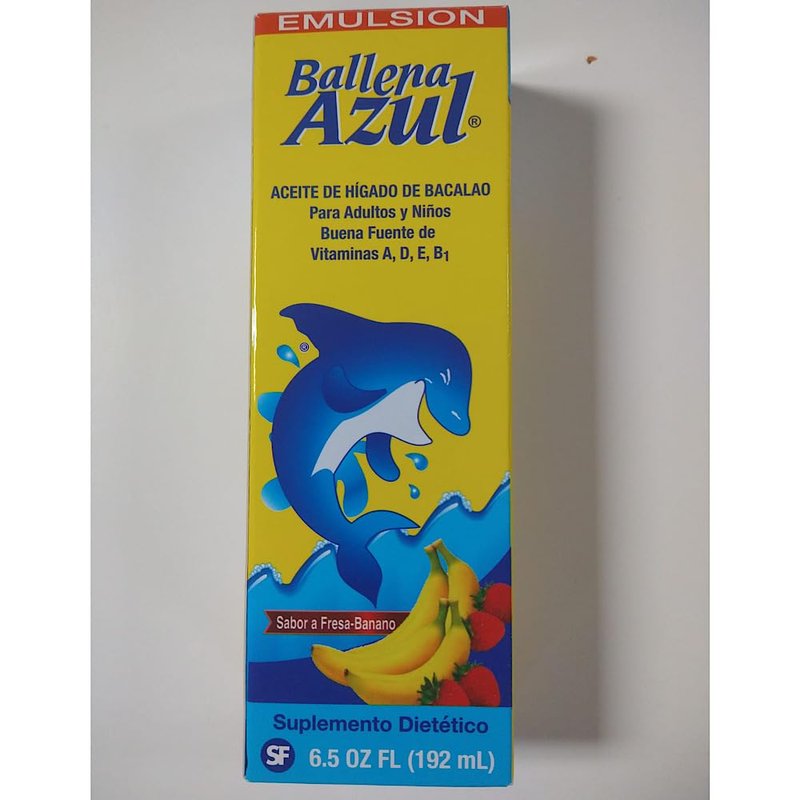 EMULSION
Ballena
Azul®
ACEITE DE HÍGADO DE BACALAO
Para Adultos y Niños
Buena Fuente de
Vitaminas A, D, E, B₁
®
Sabor a Fresa-Banano
Suplemento Dietético
SF 6.5 OZ FL (192 mL)